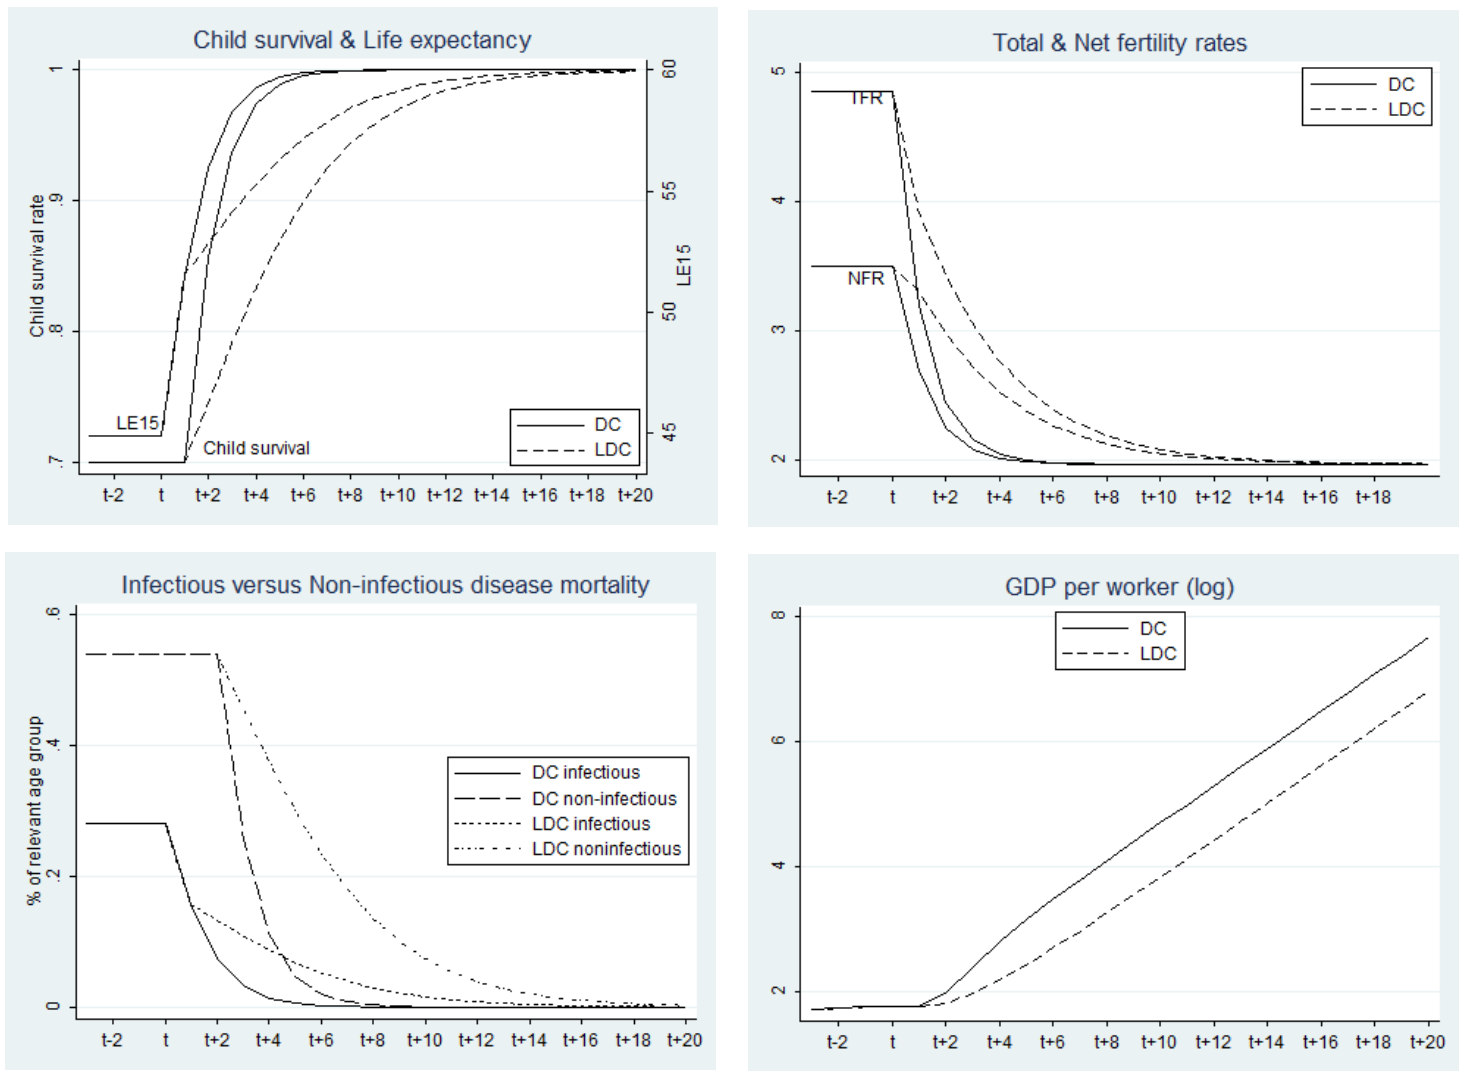 Child survival & Life expectancy
Child survival rate
1
.9
.8
.7
60
55
50
45
LE15
LE15
Child survival
DC
LDC
t-2 t t+2 t+4 t+6 t+8 t+10 t+12 t+14 t+16 t+18 t+20
Total & Net fertility rates
5
4
3
2
TFR
NFR
DC
LDC
t-2 t t+2 t+4 t+6 t+8 t+10 t+12 t+14 t+16 t+18
Infectious versus Non-infectious disease mortality
% of relevant age group
.6
.4
.2
0
DC infectious
DC non-infectious
LDC infectious
LDC noninfectious
t-2 t t+2 t+4 t+6 t+8 t+10 t+12 t+14 t+16 t+18 t+20
GDP per worker (log)
8
6
4
2
DC
LDC
t-2 t t+2 t+4 t+6 t+8 t+10 t+12 t+14 t+16 t+18 t+20